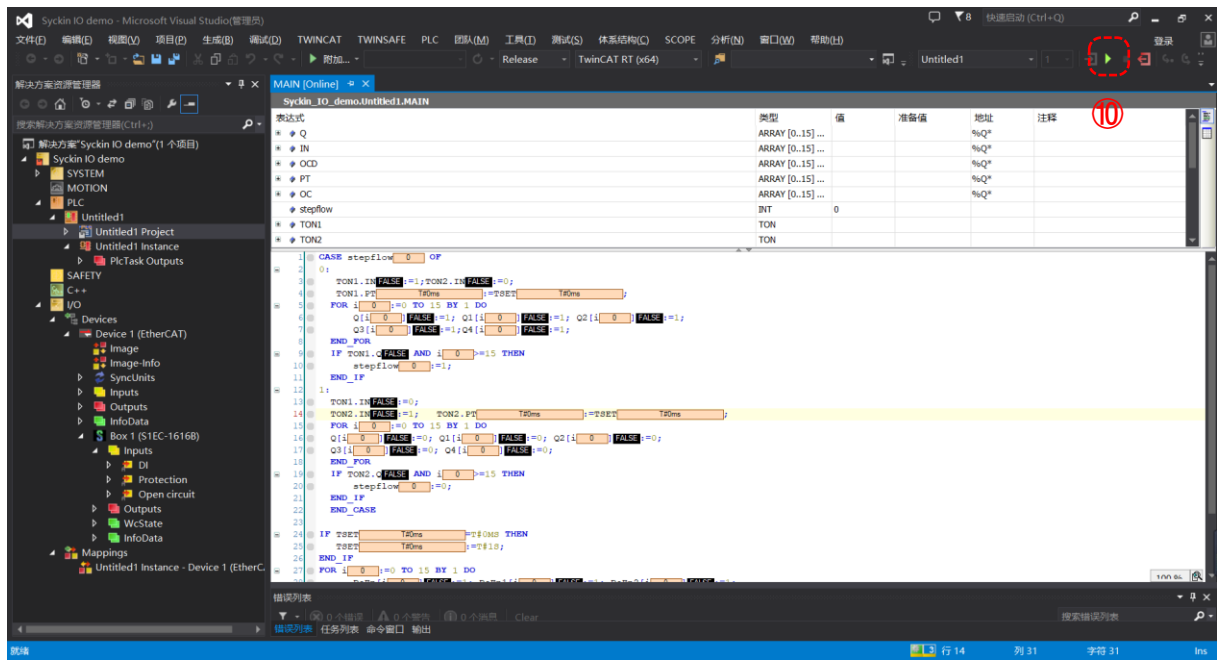 Syckin IO demo - Microsoft Visual Studio(管理员)
8 快速启动 (Ctrl+Q)
文件(F) 编辑(E) 视图(V) 项目(P) 生成(B) 调试(D) TWINCAT TWINSAFE PLC 团队(M) 工具(T) 测试(S) 体系结构(C) SCOPE 分析(N) 窗口(W) 帮助(H) 登录
附加... Release TwinCAT RT (x64) Untitled1 1
⑩
解决方案资源管理器
搜索解决方案资源管理器(Ctrl+;)
解决方案"Syckin IO demo"(1 个项目)
Syckin IO demo
SYSTEM
MOTION
PLC
Untitled1
Untitled1 Project
Untitled1 Instance
PlcTask Outputs
SAFETY
C++
I/O
Devices
Device 1 (EtherCAT)
Image
Image-Info
SyncUnits
Inputs
Outputs
InfoData
Box 1 (S1EC-1616B)
Inputs
DI
Protection
Open circuit
Outputs
WcState
InfoData
Mappings
Untitled1 Instance - Device 1 (EtherC.
MAIN [Online]
Syckin_IO_demo.Untitled1.MAIN
表达式 类型 值 准备值 地址 注释
Q ARRAY [0..15] ... %Q*
IN ARRAY [0..15] ... %Q*
OCD ARRAY [0..15] ... %Q*
PT ARRAY [0..15] ... %Q*
OC ARRAY [0..15] ... %Q*
stepflow INT 0
TON1 TON
TON2 TON
1 CASE stepflow 0 OF
2 0:
3 TON1.IN FALSE :=1;TON2.IN FALSE :=0;
4 TON1.PT T#0ms :=TSET T#0ms ;
5 FOR i 0 :=0 TO 15 BY 1 DO
6 Q[i 0 ] FALSE :=1; Q1[i 0 ] FALSE :=1; Q2[i 0 ] FALSE :=1;
7 Q3[i 0 ] FALSE :=1;Q4[i 0 ] FALSE :=1;
8 END_FOR
9 IF TON1.Q FALSE AND i 0 >=15 THEN
10 stepflow 0 :=1;
11 END_IF
12 1:
13 TON1.IN FALSE :=0;
14 TON2.IN FALSE :=1; TON2.PT T#0ms :=TSET T#0ms ;
15 FOR i 0 :=0 TO 15 BY 1 DO
16 Q[i 0 ] FALSE :=0; Q1[i 0 ] FALSE :=0; Q2[i 0 ] FALSE :=0;
17 Q3[i 0 ] FALSE :=0; Q4[i 0 ] FALSE :=0;
18 END_FOR
19 IF TON2.Q FALSE AND i 0 >=15 THEN
20 stepflow 0 :=0;
21 END_IF
22 END_CASE
23
24 IF TSET T#0ms =T#0MS THEN
25 TSET T#0ms :=T#1S;
26 END_IF
27 FOR i 0 :=0 TO 15 BY 1 DO
100 %
错误列表
0 个错误 0 个警告 0 个消息 Clear 搜索错误列表
错误列表 任务列表 命令窗口 输出
就绪 3 行 14 列 31 字符 31 Ins